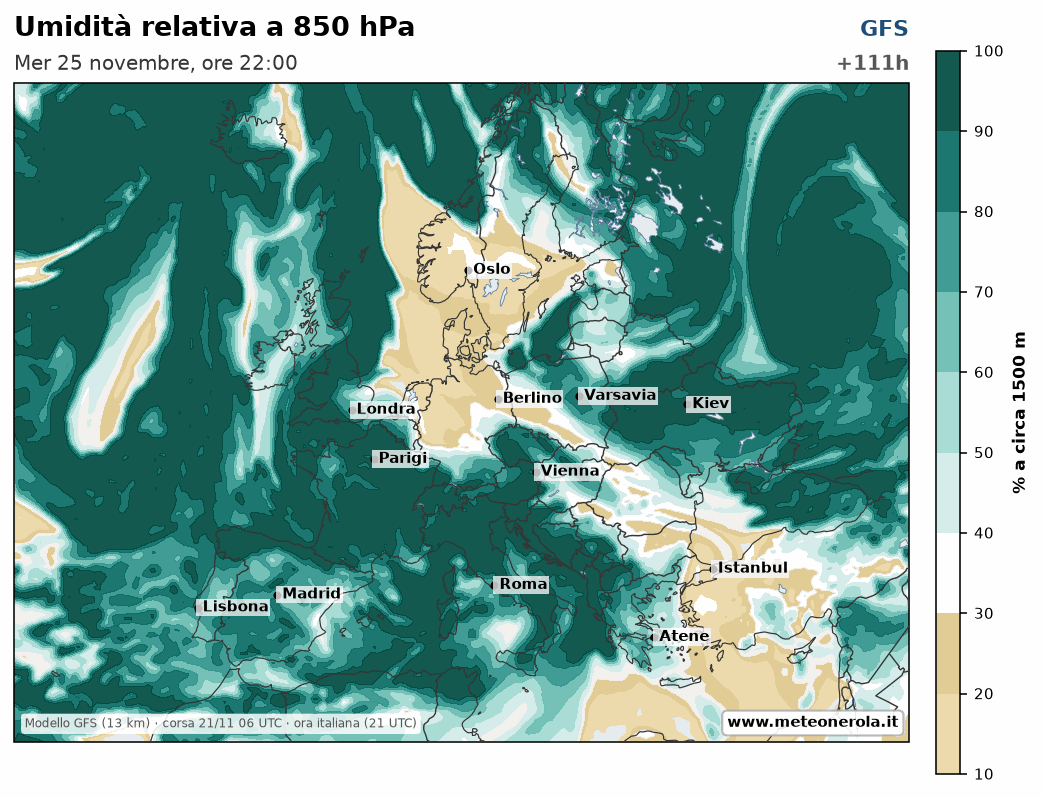 Umidità relativa a 850 hPa
GFS
Mer 25 novembre, ore 22:00
+111h
100
90
80
70
60
50
40
30
20
10
% a circa 1500 m
Oslo
Londra
Berlino
Varsavia
Kiev
Parigi
Vienna
Istanbul
Roma
Madrid
Lisbona
Atene
Modello GFS (13 km) · corsa 21/11 06 UTC · ora italiana (21 UTC)
www.meteonerola.it